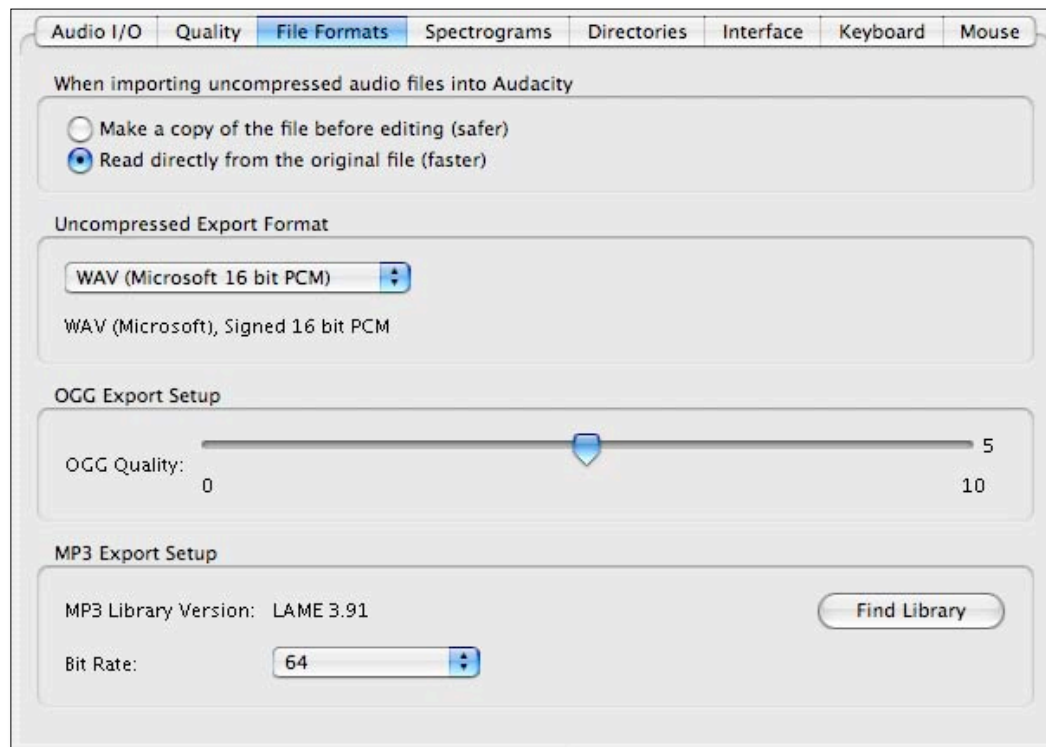 Audio I/O Quality File Formats Spectrograms Directories Interface Keyboard Mouse
When importing uncompressed audio files into Audacity
Make a copy of the file before editing (safer)
Read directly from the original file (faster)
Uncompressed Export Format
WAV (Microsoft 16 bit PCM)
WAV (Microsoft), Signed 16 bit PCM
OGG Export Setup
OGG Quality: 5
0 10
MP3 Export Setup
MP3 Library Version: LAME 3.91 Find Library
Bit Rate: 64